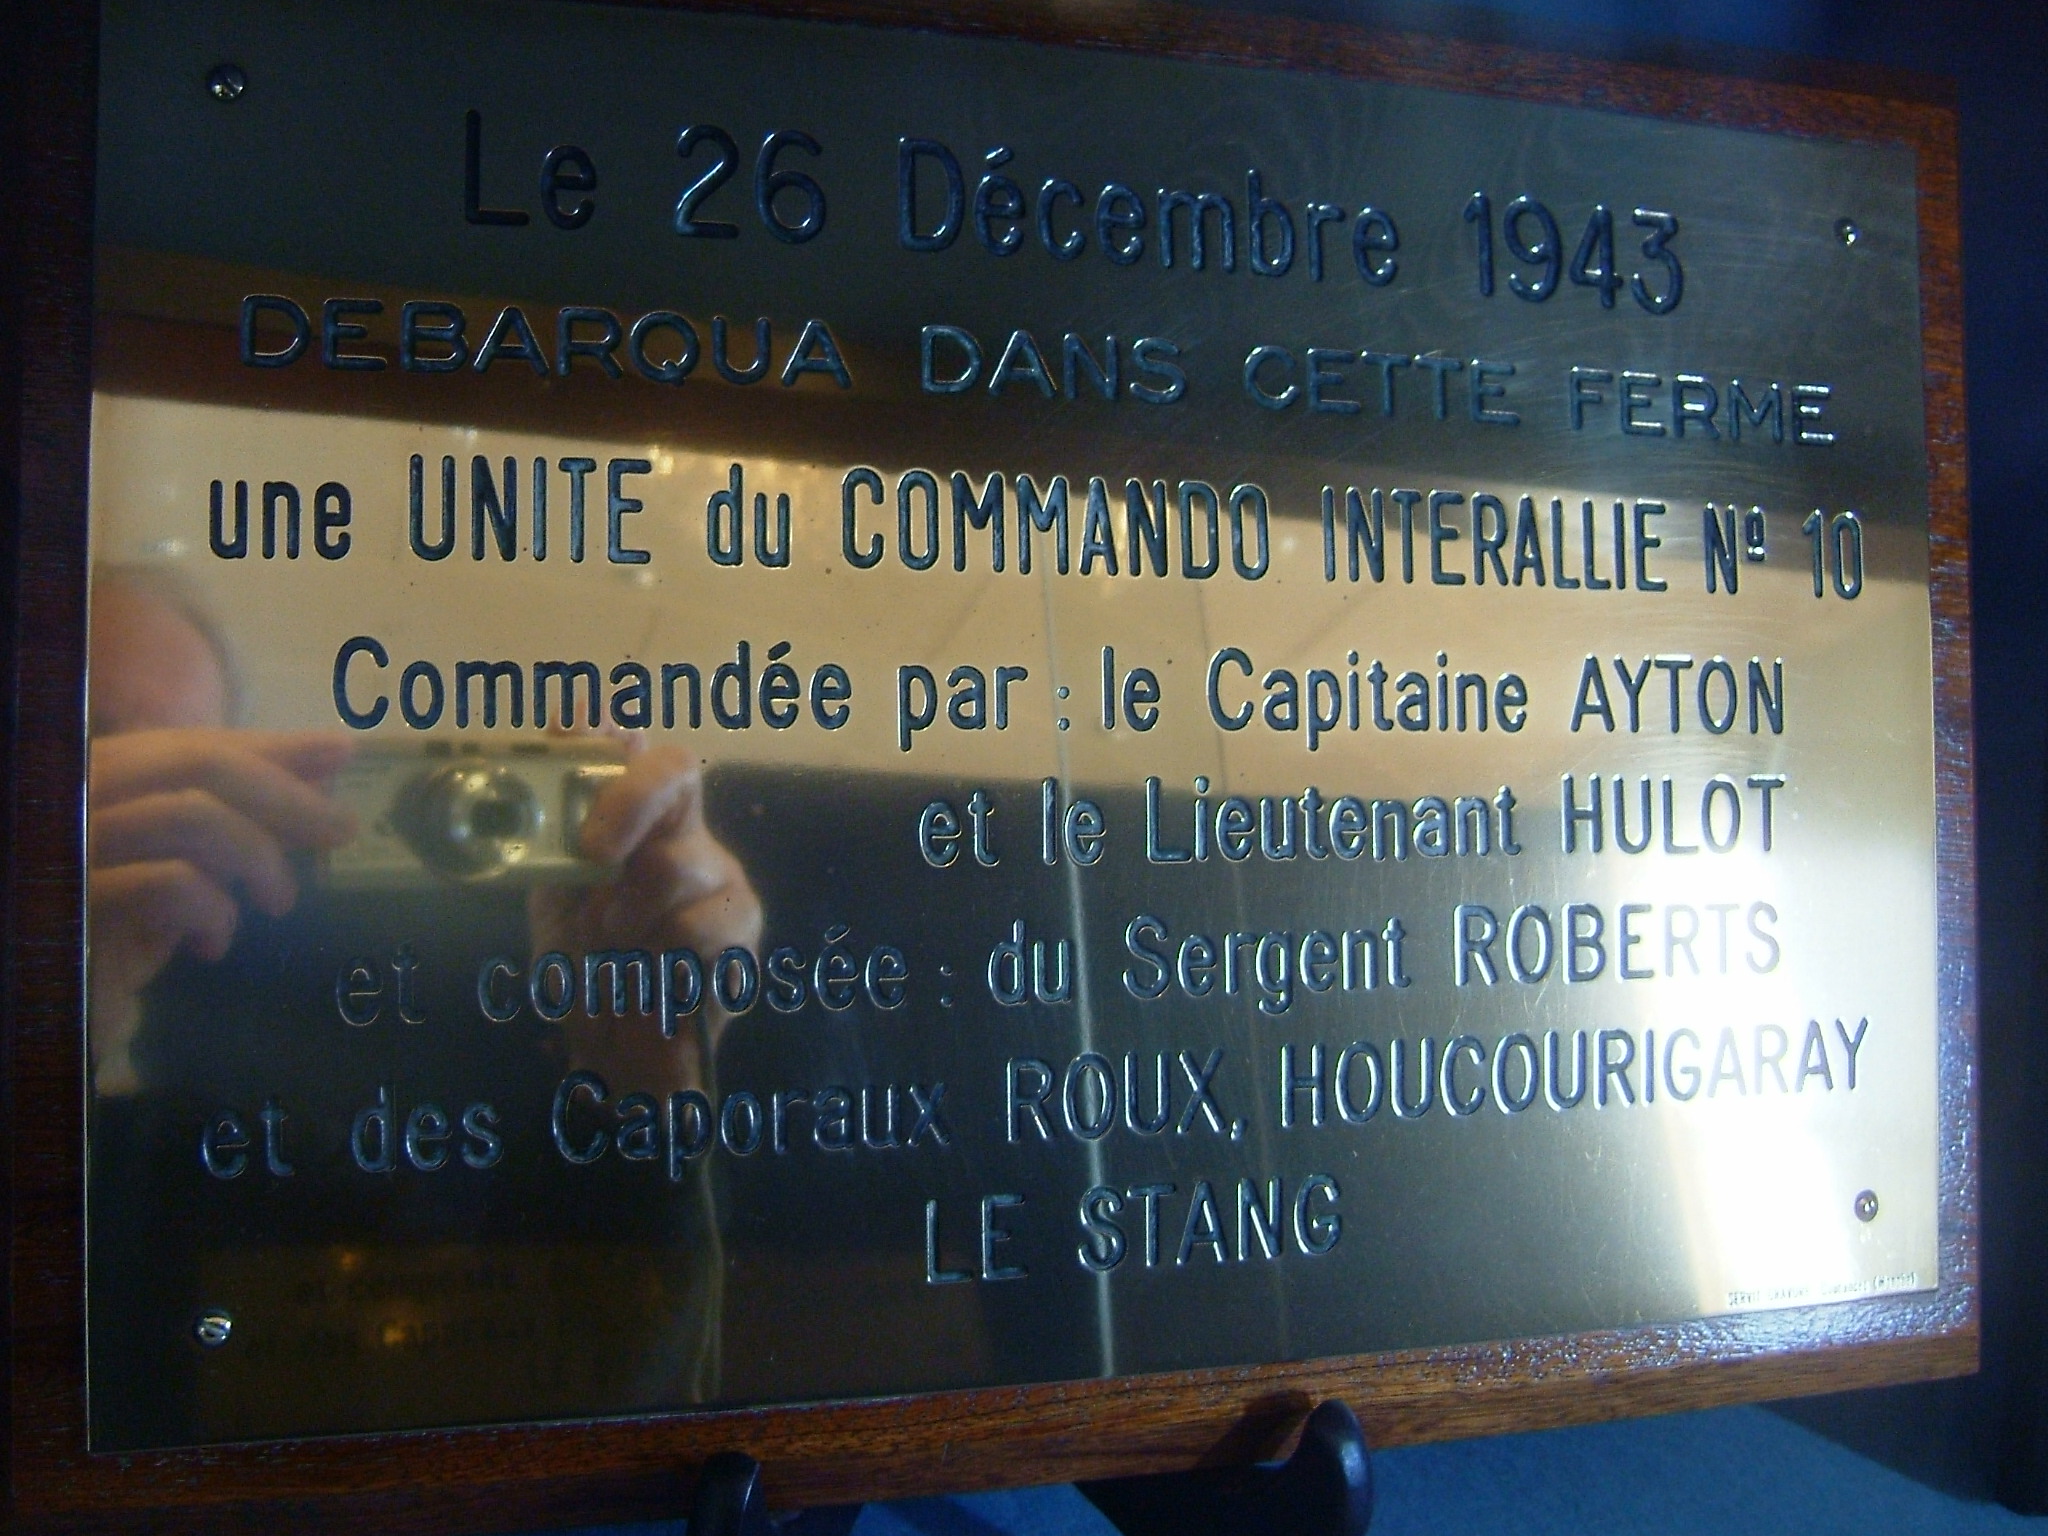 Le 26 Décembre 1943
DEBARQUA DANS CETTE FERME
une UNITE du COMMANDO INTERALLIE Nº 10
Commandée par : le Capitaine AYTON
et le Lieutenant HULOT
et composée : du Sergent ROBERTS
et des Caporaux ROUX, HOUCOURIGARAY
LE STANG